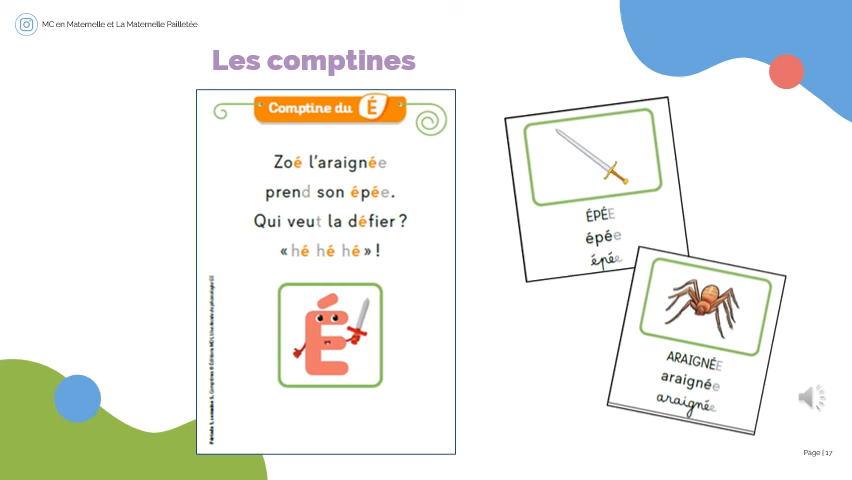 MC en Maternelle et La Maternelle Pailletée
Les comptines
Comptine du É
Zoé l'araignée
prend son épée.
Qui veut la défier ?
« hé hé hé » !
É
ÉPÉE
épée
épée
ARAIGNÉE
araignée
araignée
Page | 17